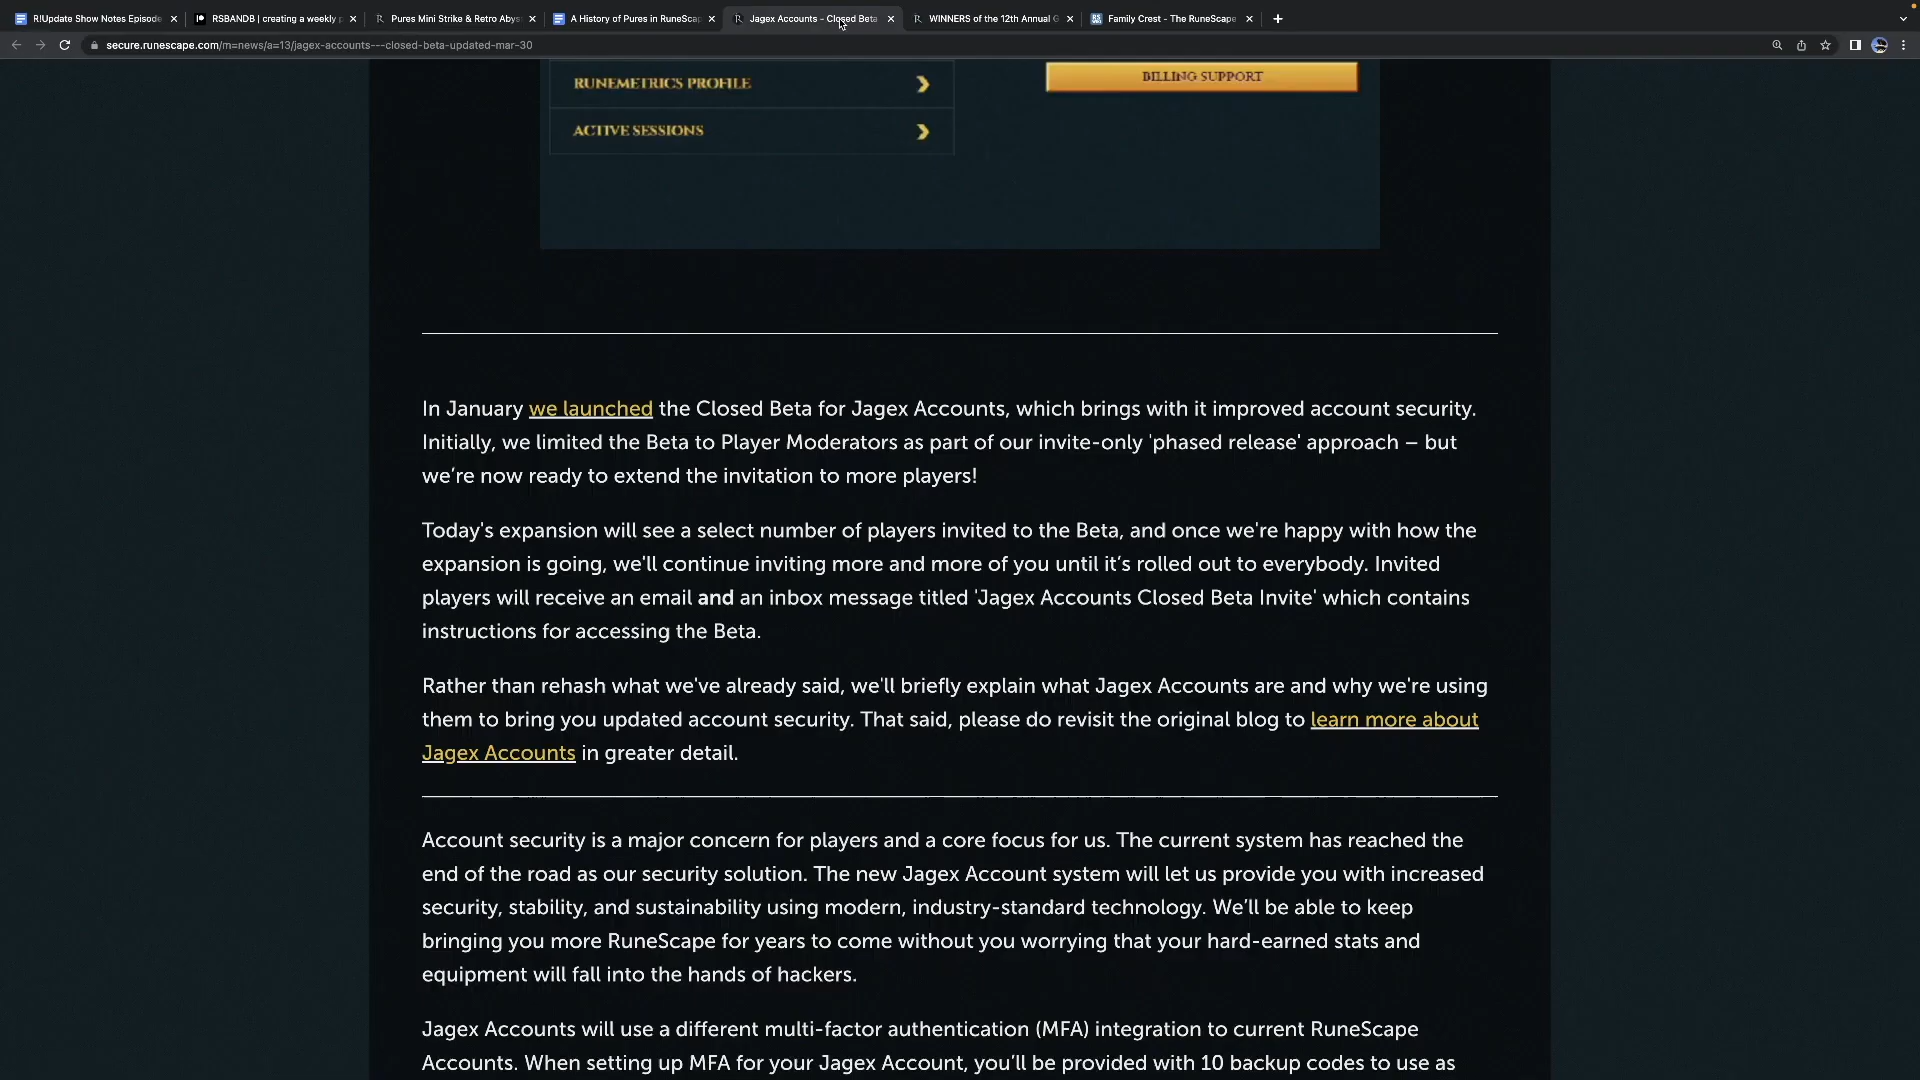 R!Update Show Notes Episode
RSBANDB | creating a weekly p
Pures Mini Strike & Retro Abys
A History of Pures in RuneScap
Jagex Accounts - Closed Beta
WINNERS of the 12th Annual G
Family Crest - The RuneScape
secure.runescape.com/m=news/a=13/jagex-accounts---closed-beta-updated-mar-30
RUNEMETRICS PROFILE
BILLING SUPPORT
ACTIVE SESSIONS
In January we launched the Closed Beta for Jagex Accounts, which brings with it improved account security.
Initially, we limited the Beta to Player Moderators as part of our invite-only 'phased release' approach – but
we’re now ready to extend the invitation to more players!
Today's expansion will see a select number of players invited to the Beta, and once we're happy with how the
expansion is going, we'll continue inviting more and more of you until it’s rolled out to everybody. Invited
players will receive an email and an inbox message titled 'Jagex Accounts Closed Beta Invite' which contains
instructions for accessing the Beta.
Rather than rehash what we've already said, we'll briefly explain what Jagex Accounts are and why we're using
them to bring you updated account security. That said, please do revisit the original blog to learn more about
Jagex Accounts in greater detail.
Account security is a major concern for players and a core focus for us. The current system has reached the
end of the road as our security solution. The new Jagex Account system will let us provide you with increased
security, stability, and sustainability using modern, industry-standard technology. We’ll be able to keep
bringing you more RuneScape for years to come without you worrying that your hard-earned stats and
equipment will fall into the hands of hackers.
Jagex Accounts will use a different multi-factor authentication (MFA) integration to current RuneScape
Accounts. When setting up MFA for your Jagex Account, you’ll be provided with 10 backup codes to use as